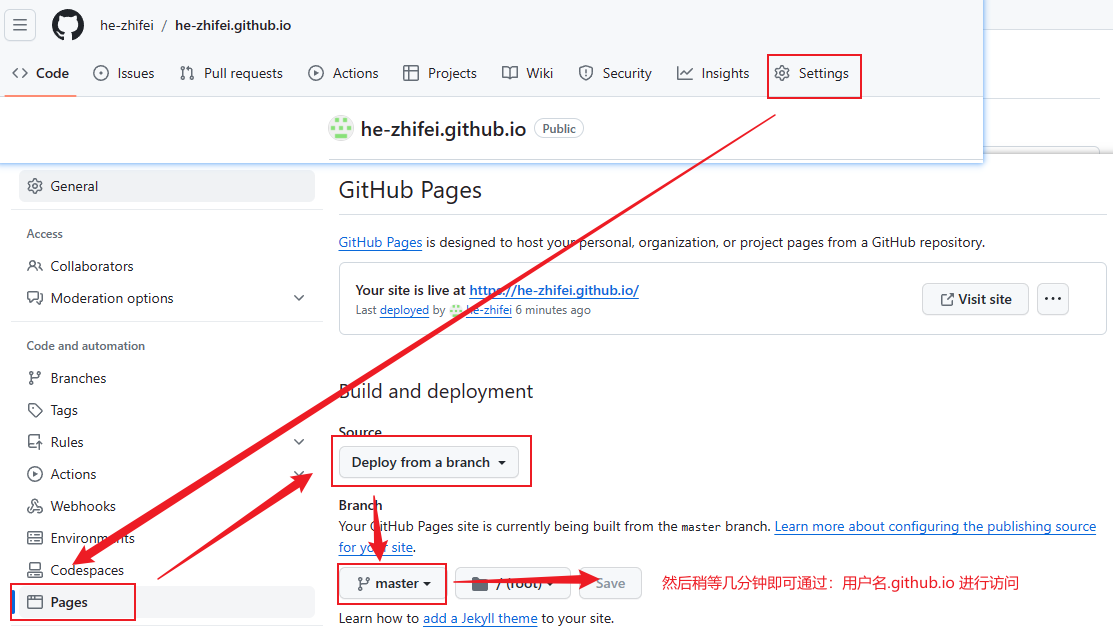 he-zhifei / he-zhifei.github.io
Code Issues Pull requests Actions Projects Wiki Security Insights Settings
he-zhifei.github.io Public
General
Access
Collaborators
Moderation options
Code and automation
Branches
Tags
Rules
Actions
Webhooks
Environments
Codespaces
Pages
GitHub Pages
GitHub Pages is designed to host your personal, organization, or project pages from a GitHub repository.
Your site is live at https://he-zhifei.github.io/
Last deployed by he-zhifei 6 minutes ago
Visit site
Build and deployment
Source
Deploy from a branch
Branch
Your GitHub Pages site is currently being built from the master branch. Learn more about configuring the publishing source
for your site.
master / (root) Save 然后稍等几分钟即可通过：用户名.github.io 进行访问
Learn how to add a Jekyll theme to your site.